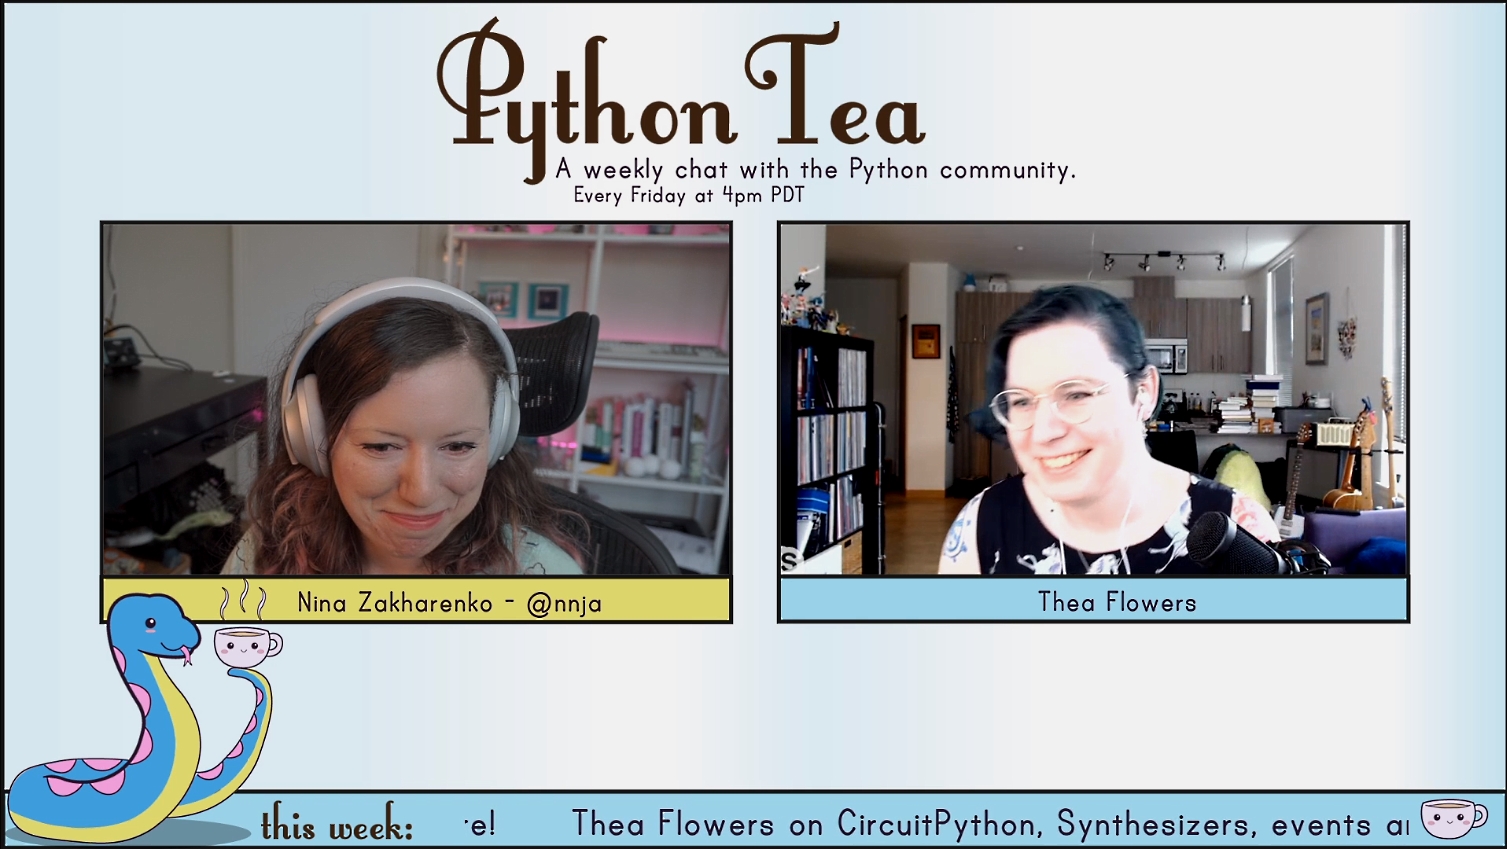 Python Tea
A weekly chat with the Python community.
Every Friday at 4pm PDT
Nina Zakharenko - @nnja
Thea Flowers
this week: e! Thea Flowers on CircuitPython, Synthesizers, events